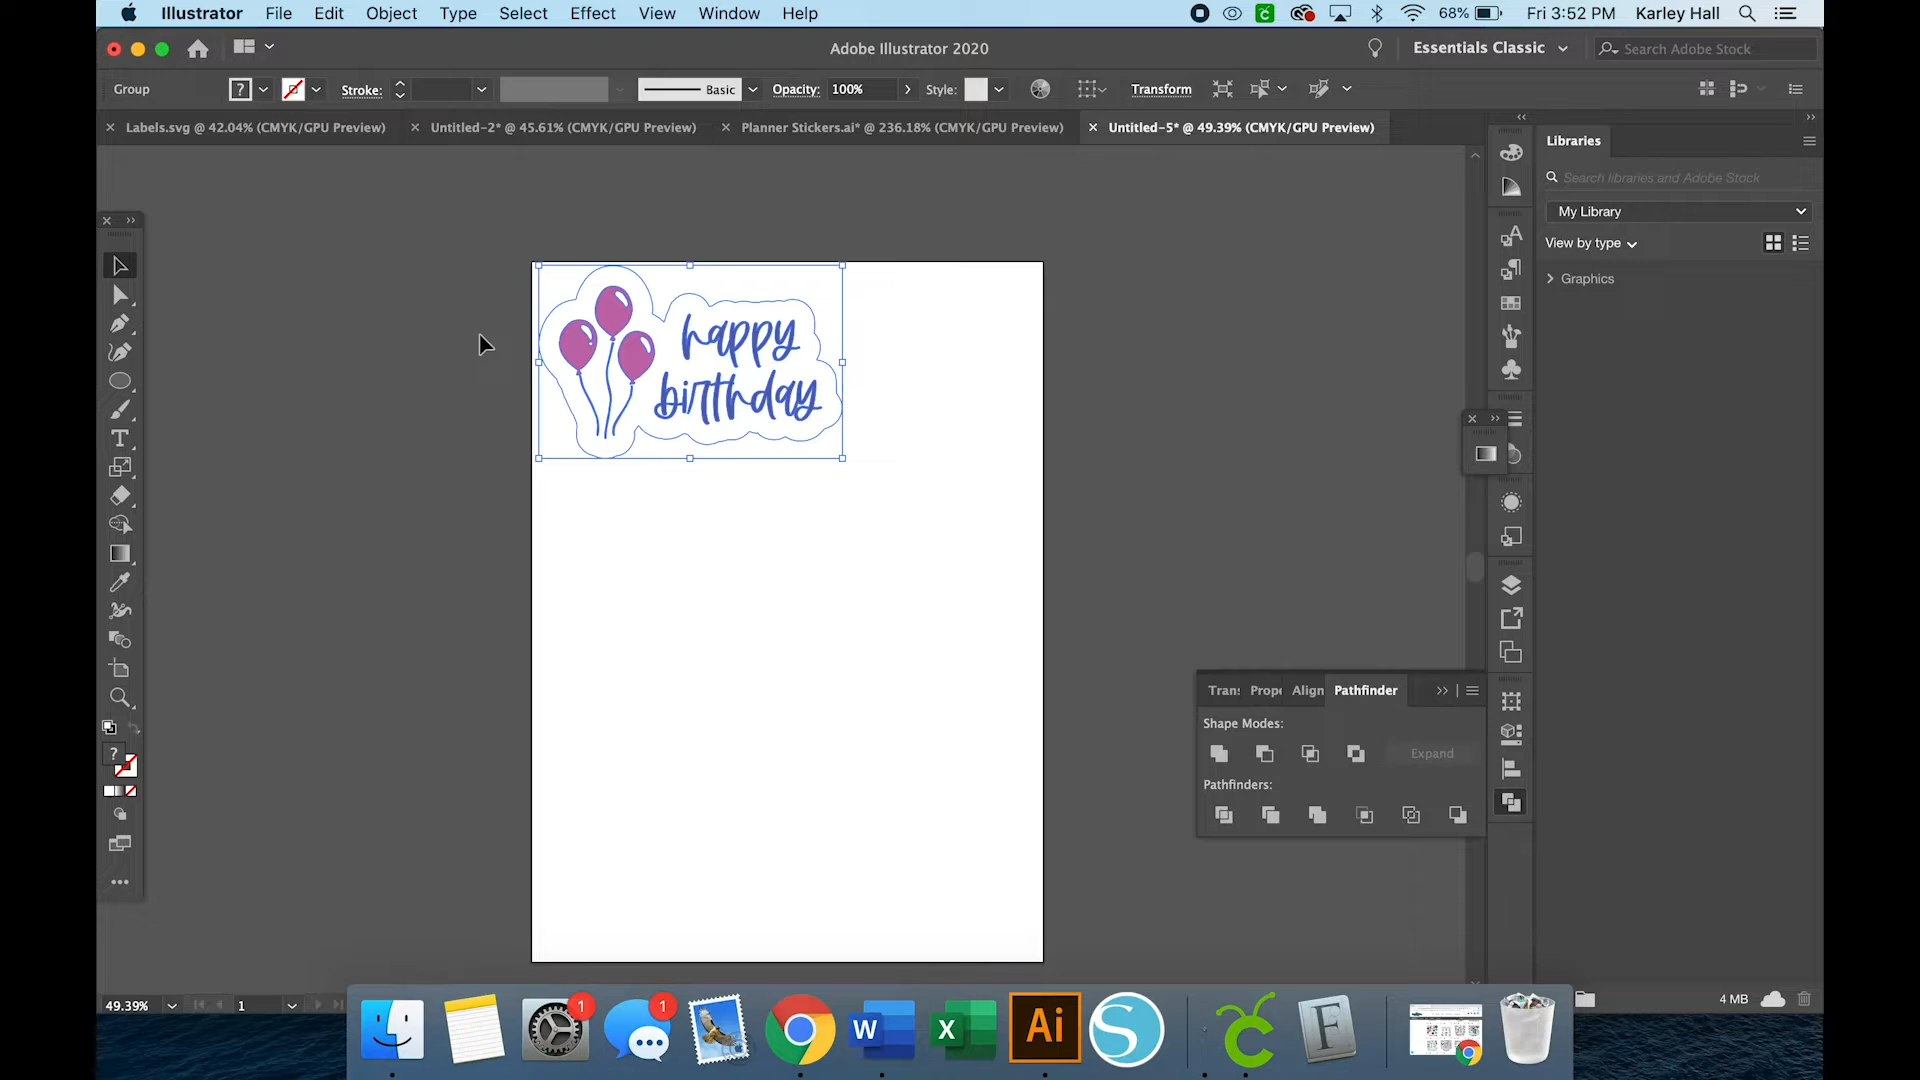 Illustrator File Edit Object Type Select Effect View Window Help
68% Fri 3:52 PM Karley Hall
Adobe Illustrator 2020
Essentials Classic
Search Adobe Stock
Group
Stroke:
Basic
Opacity: 100%
Style:
Transform
Labels.svg @ 42.04% (CMYK/GPU Preview)
Untitled-2* @ 45.61% (CMYK/GPU Preview)
Planner Stickers.ai* @ 236.18% (CMYK/GPU Preview)
Untitled-5* @ 49.39% (CMYK/GPU Preview)
Libraries
Search libraries and Adobe Stock
My Library
View by type
Graphics
happy
birthday
Trans Prope Align Pathfinder
Shape Modes:
Expand
Pathfinders:
49.39%
1
4 MB
1
1
W
X
Ai
S
F